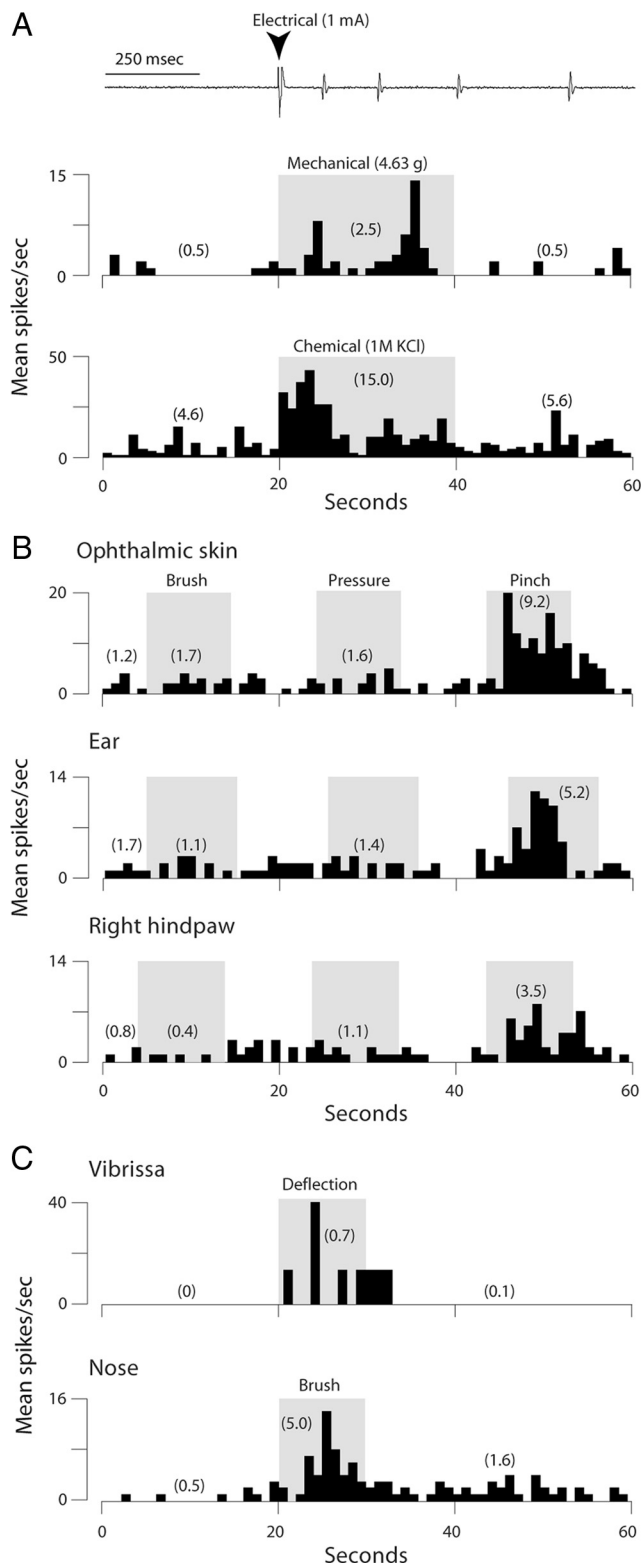 A
Electrical (1 mA)
250 msec
Mean spikes/sec
Mechanical (4.63 g)
15
0
(0.5)
(2.5)
(0.5)
Chemical (1M KCl)
50
0
(4.6)
(15.0)
(5.6)
0 20 40 60
Seconds
B
Ophthalmic skin
Mean spikes/sec
Brush Pressure Pinch
20
0
(1.2) (1.7) (1.6) (9.2)
Ear
14
0
(1.7) (1.1) (1.4) (5.2)
Right hindpaw
14
0
(0.8) (0.4) (1.1) (3.5)
0 20 40 60
Seconds
C
Vibrissa
Mean spikes/sec
Deflection
40
0
(0) (0.7) (0.1)
Nose
Brush
16
0
(0.5) (5.0) (1.6)
0 20 40 60
Seconds